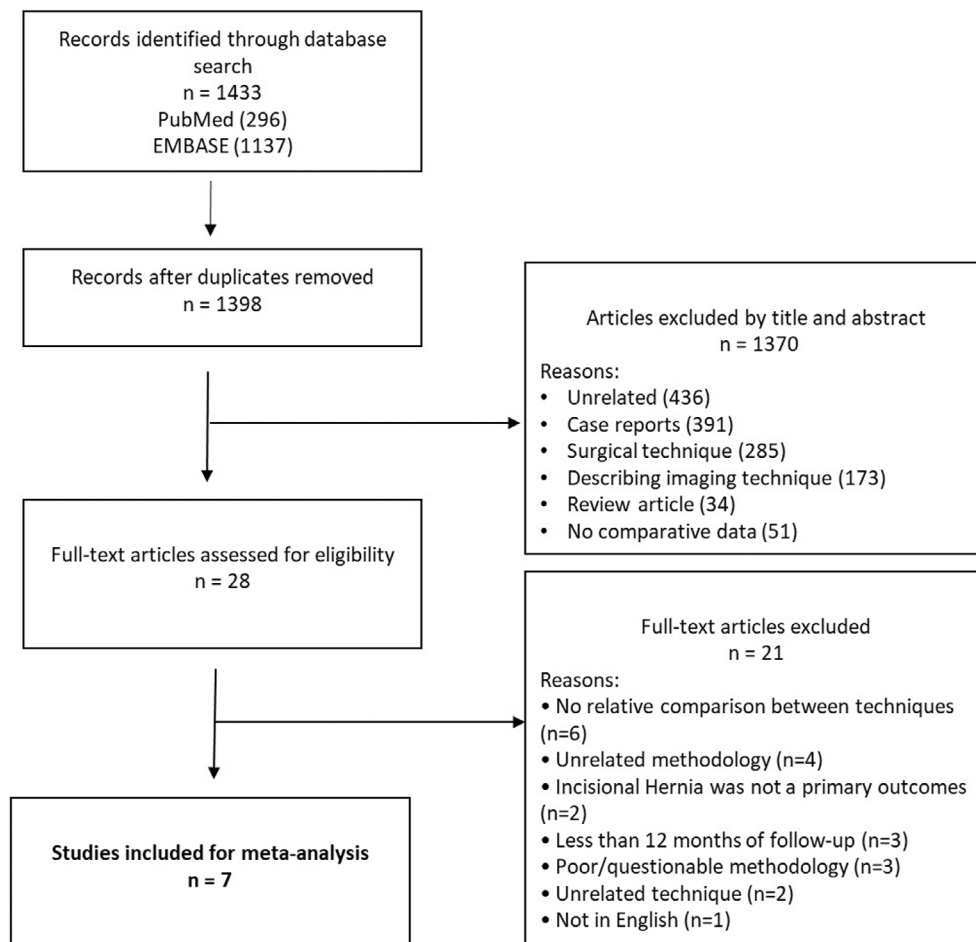 Records identified through database
search
n = 1433
PubMed (296)
EMBASE (1137)
Records after duplicates removed
n = 1398
Articles excluded by title and abstract
n = 1370
Reasons:
• Unrelated (436)
• Case reports (391)
• Surgical technique (285)
• Describing imaging technique (173)
• Review article (34)
• No comparative data (51)
Full-text articles assessed for eligibility
n = 28
Full-text articles excluded
n = 21
Reasons:
• No relative comparison between techniques
(n=6)
• Unrelated methodology (n=4)
• Incisional Hernia was not a primary outcomes
(n=2)
• Less than 12 months of follow-up (n=3)
• Poor/questionable methodology (n=3)
• Unrelated technique (n=2)
• Not in English (n=1)
Studies included for meta-analysis
n = 7